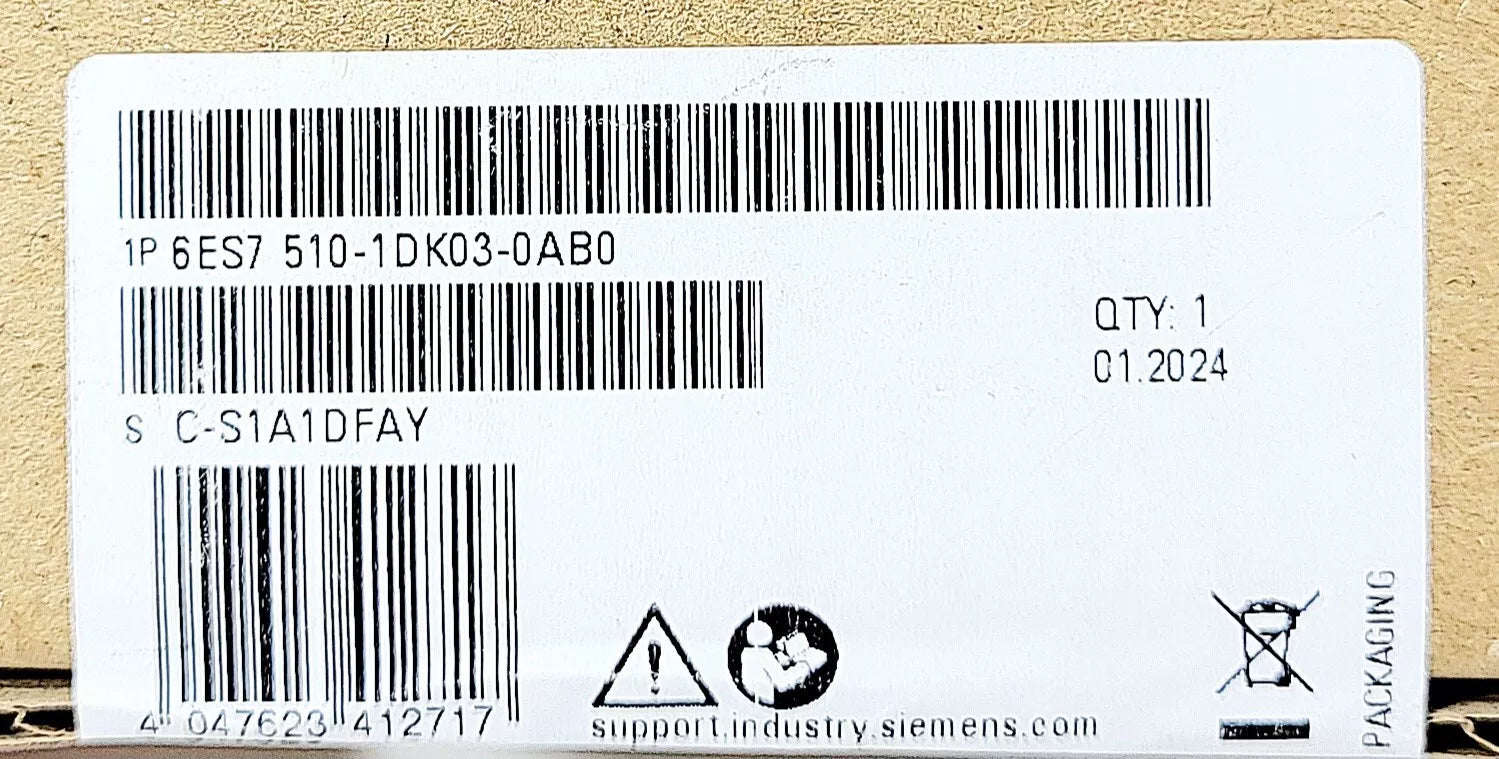 1P 6ES7 510-1DK03-0AB0
QTY: 1
01.2024
S C-S1A1DFAY
4 047623 412717
support.industry.siemens.com
PACKAGING